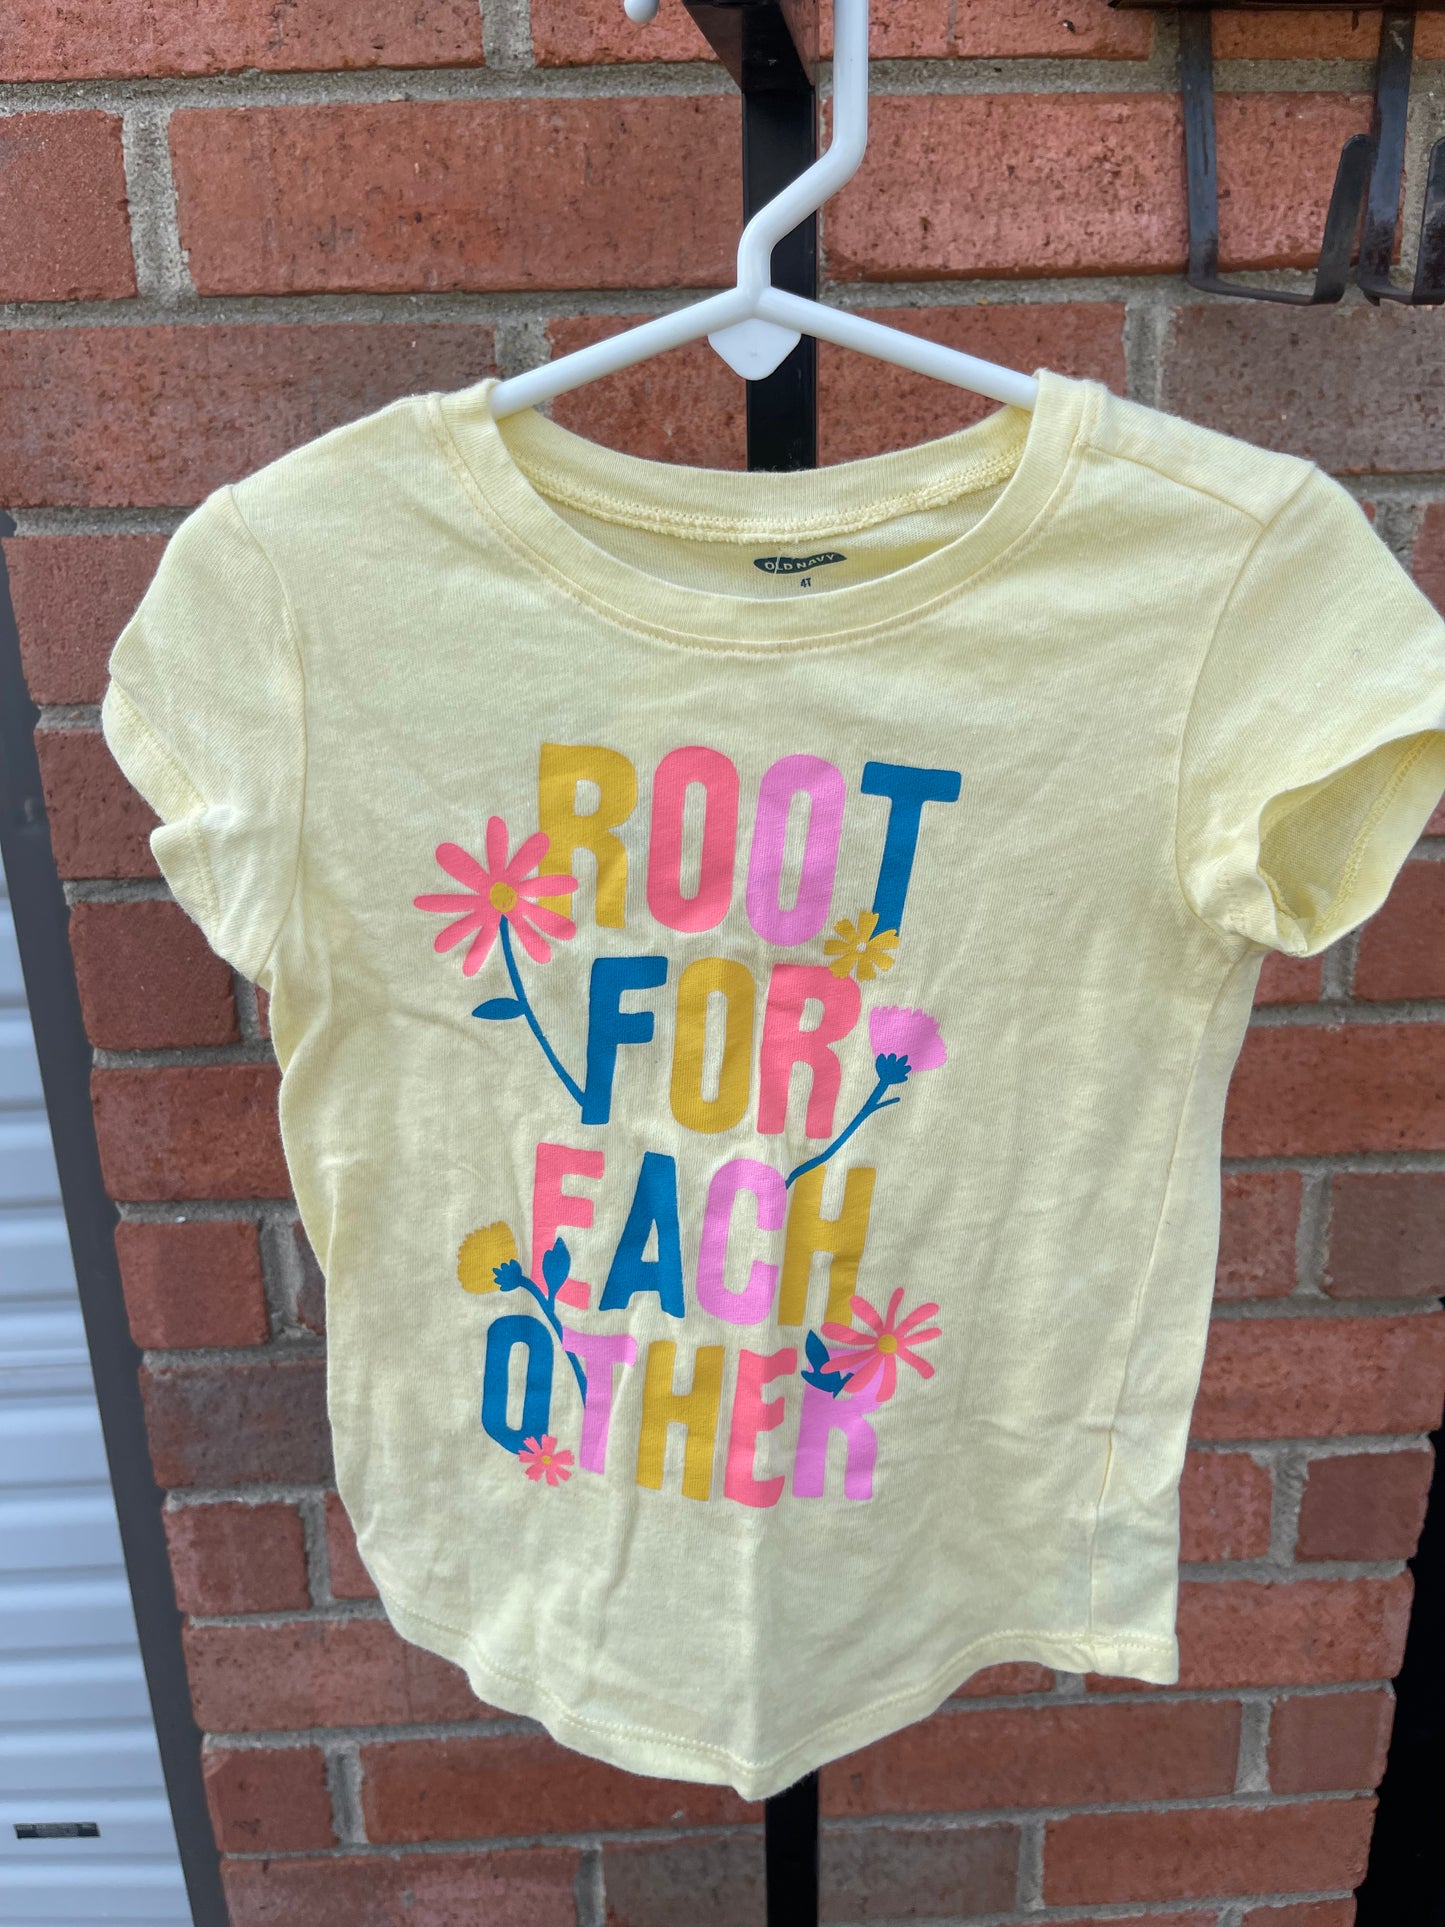 OLD NAVY
4T
ROOT
FOR
EACH
OTHER